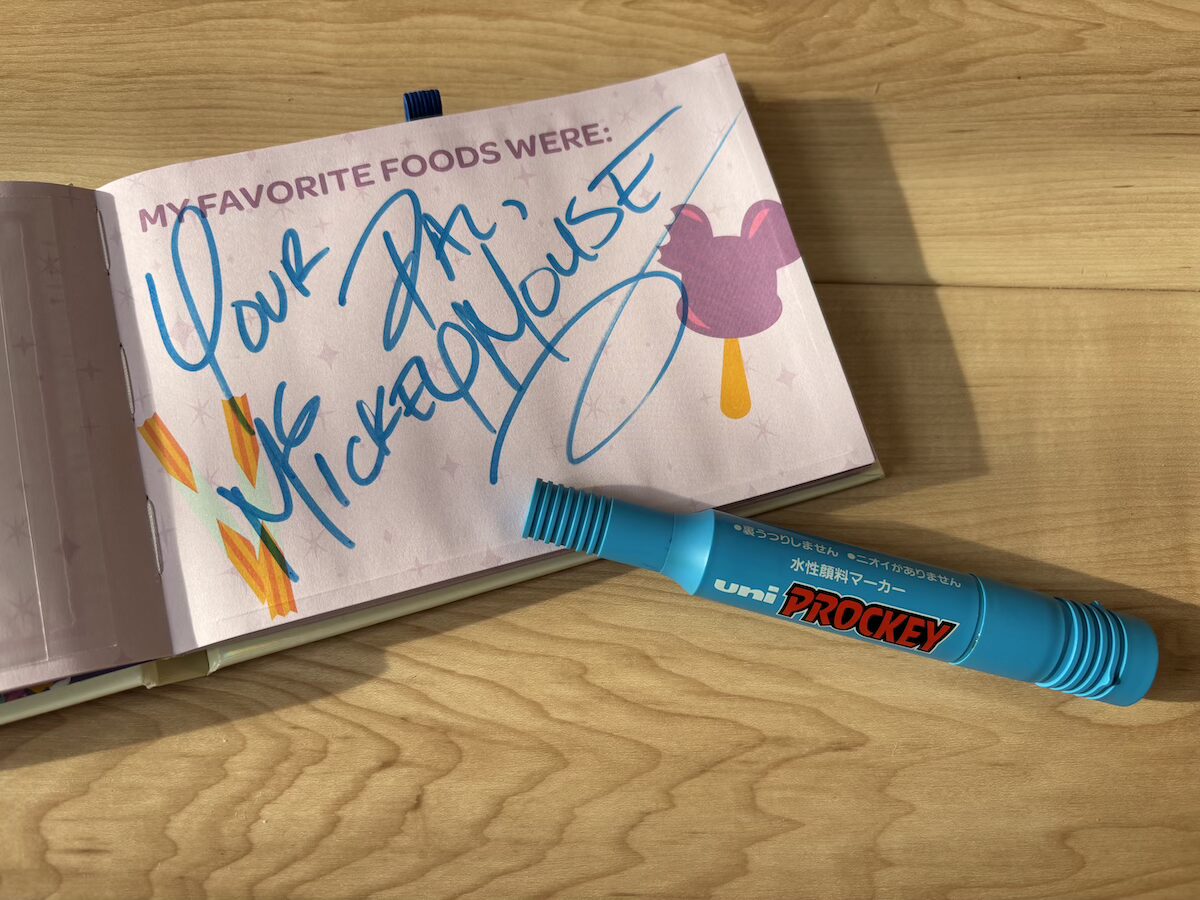 MY FAVORITE FOODS WERE:
YOUR PAL,
MICKEY MOUSE
●裏うつりしません ●ニオイがありません
水性顔料マーカー
uni PROCKEY